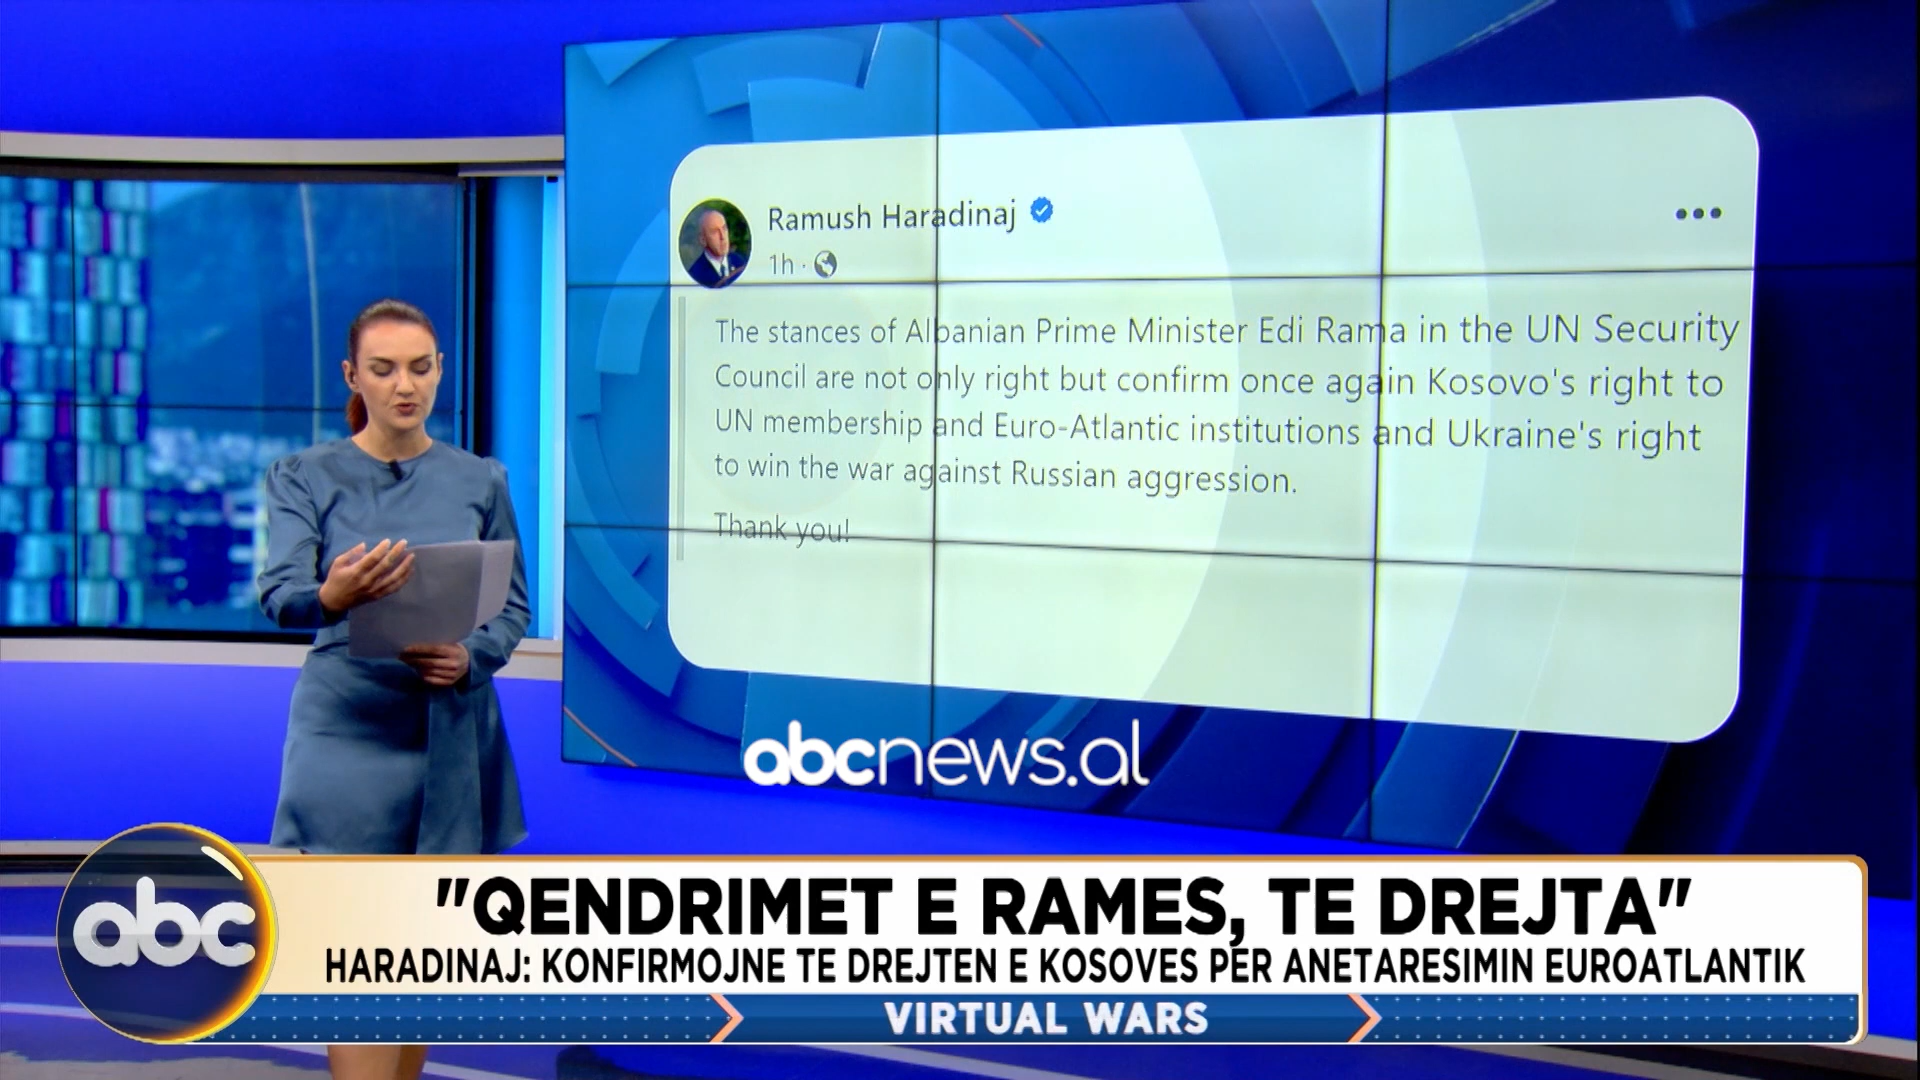 Ramush Haradinaj
1h ·
The stances of Albanian Prime Minister Edi Rama in the UN Security
Council are not only right but confirm once again Kosovo's right to
UN membership and Euro-Atlantic institutions and Ukraine's right
to win the war against Russian aggression.
Thank you!
abcnews.al
abc
"QENDRIMET E RAMES, TE DREJTA"
HARADINAJ: KONFIRMOJNE TE DREJTEN E KOSOVES PER ANETARESIMIN EUROATLANTIK
VIRTUAL WARS